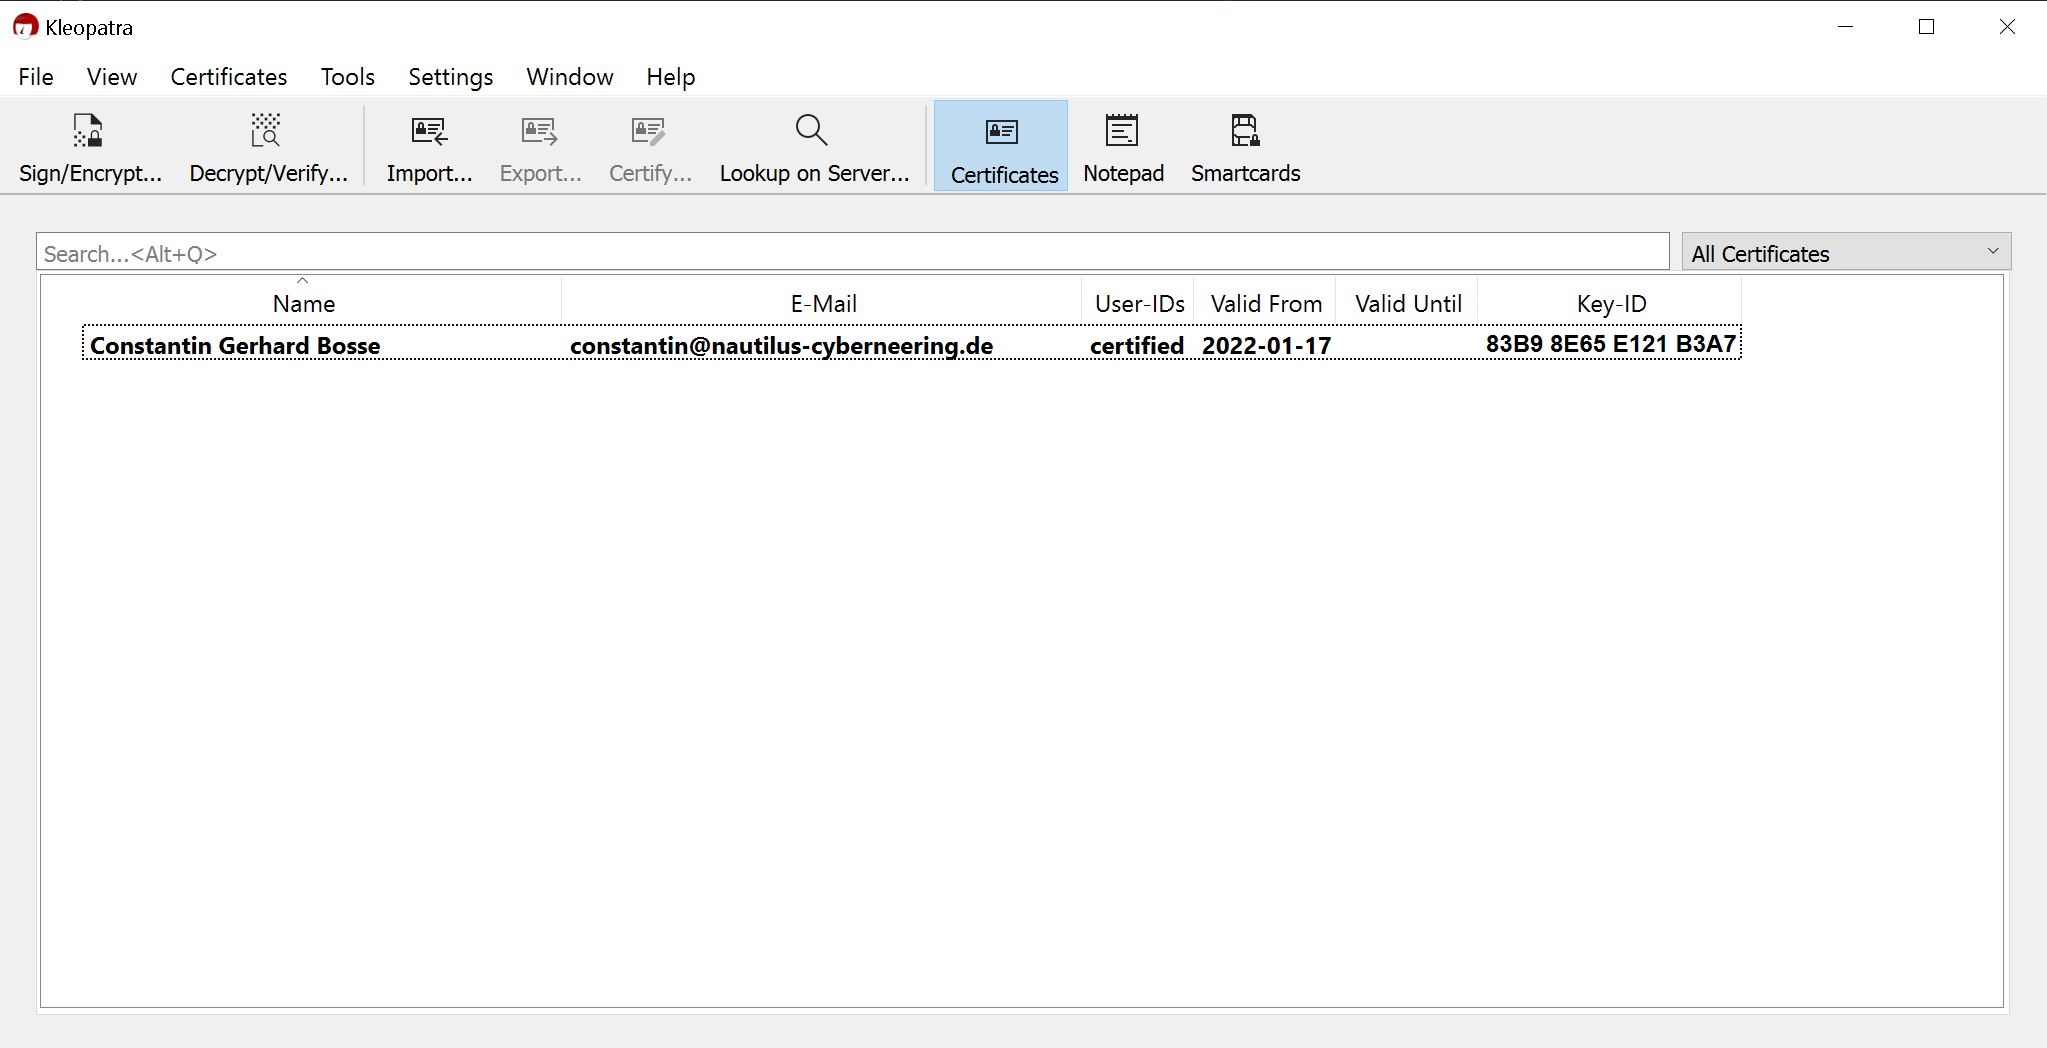 Kleopatra
File View Certificates Tools Settings Window Help
Sign/Encrypt... Decrypt/Verify... Import... Export... Certify... Lookup on Server... Certificates Notepad Smartcards
Search...<Alt+Q> All Certificates
Name E-Mail User-IDs Valid From Valid Until Key-ID
Constantin Gerhard Bosse constantin@nautilus-cyberneering.de certified 2022-01-17 83B9 8E65 E121 B3A7